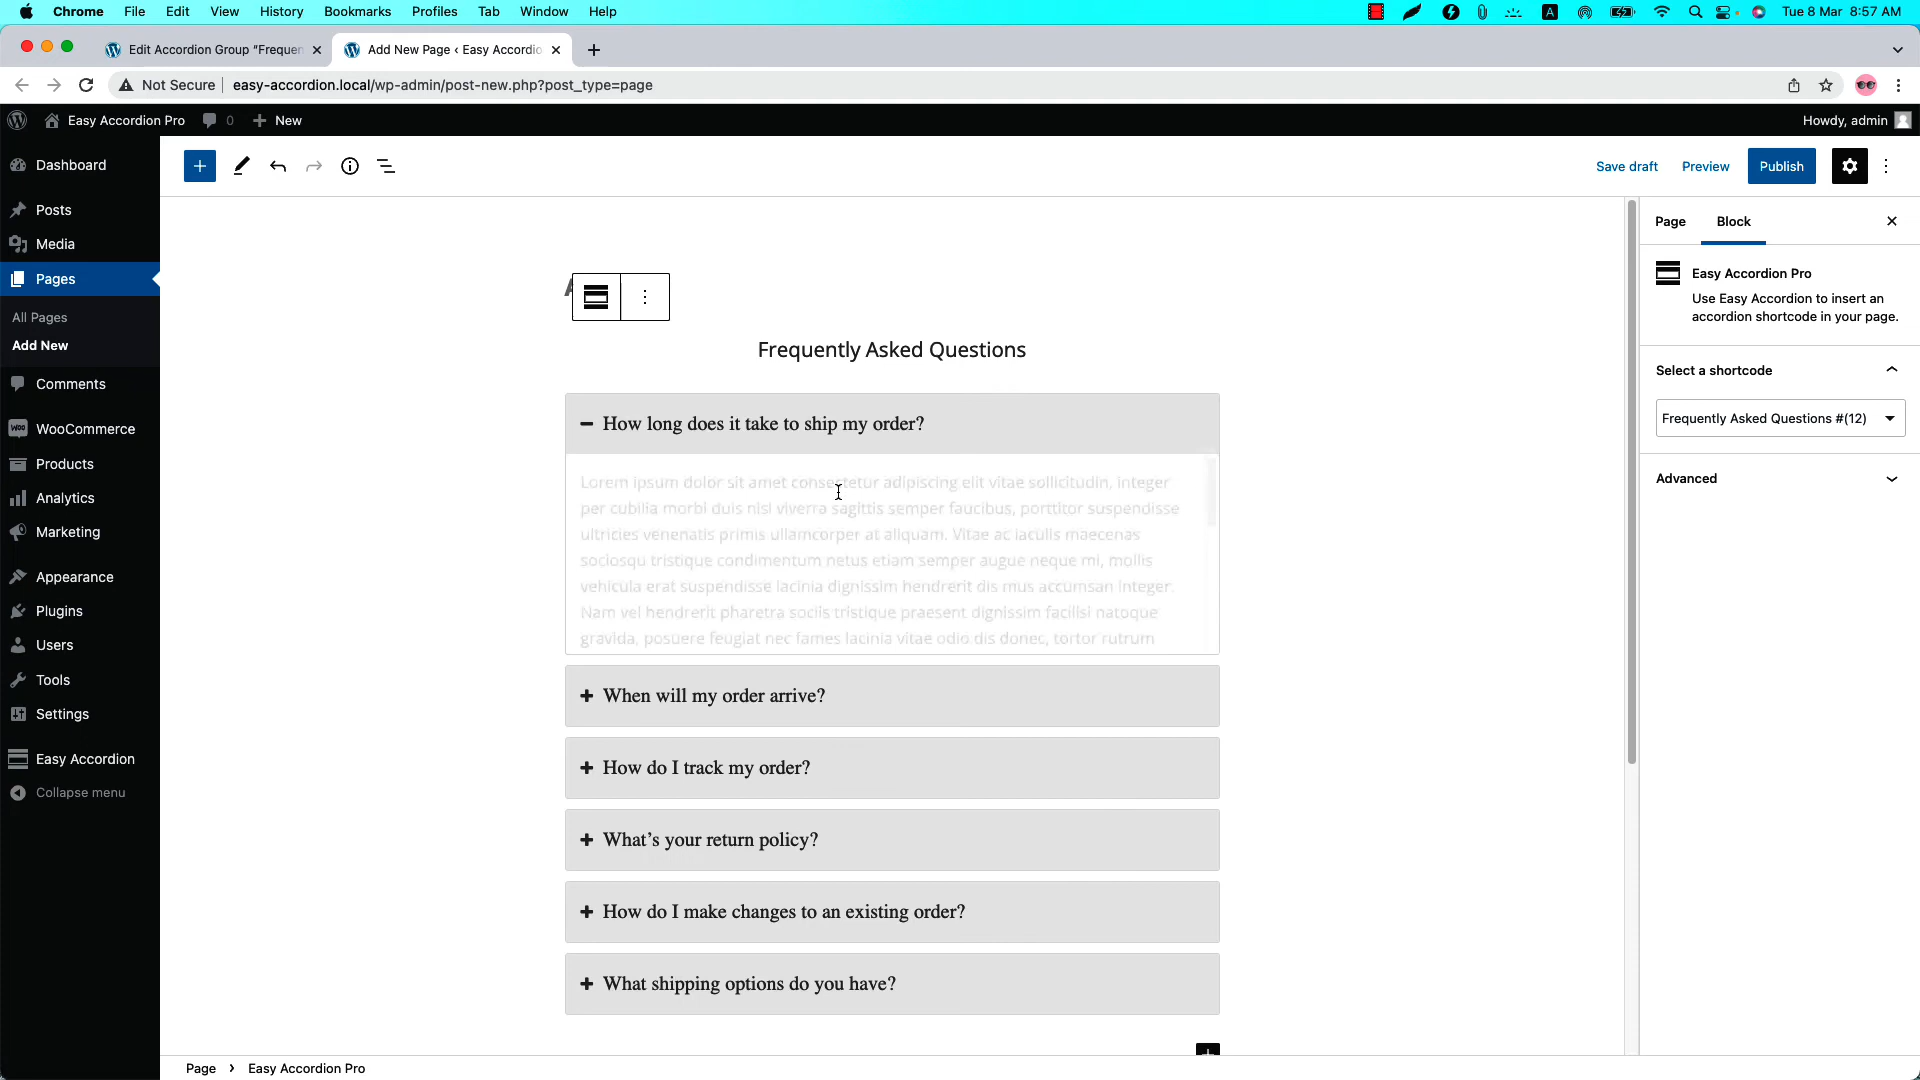 Chrome File Edit View History Bookmarks Profiles Tab Window Help
A
Tue 8 Mar 8:57 AM
Edit Accordion Group “Frequen
Add New Page ‹ Easy Accordio
Not Secure
easy-accordion.local/wp-admin/post-new.php?post_type=page
Easy Accordion Pro
0
New
Howdy, admin
Dashboard
Posts
Media
Pages
All Pages
Add New
Comments
Woo
WooCommerce
Products
Analytics
Marketing
Appearance
Plugins
Users
Tools
Settings
Easy Accordion
Collapse menu
Save draft
Preview
Publish
Frequently Asked Questions
How long does it take to ship my order?
Lorem ipsum dolor sit amet consectetur adipiscing elit vitae sollicitudin, integer
per cubilia morbi duis nisl viverra sagittis semper faucibus, porttitor suspendisse
ultricies venenatis primis ullamcorper at aliquam. Vitae ac iaculis maecenas
sociosqu tristique condimentum netus etiam semper augue neque mi, mollis
vehicula erat suspendisse lacinia dignissim hendrerit dis mus accumsan integer.
Nam vel hendrerit pharetra sociis tristique praesent dignissim facilisi natoque
gravida, posuere feugiat nec fames lacinia vitae odio dis donec, tortor rutrum
When will my order arrive?
How do I track my order?
What’s your return policy?
How do I make changes to an existing order?
What shipping options do you have?
Page
Block
Easy Accordion Pro
Use Easy Accordion to insert an
accordion shortcode in your page.
Select a shortcode
Frequently Asked Questions #(12)
Advanced
Page › Easy Accordion Pro